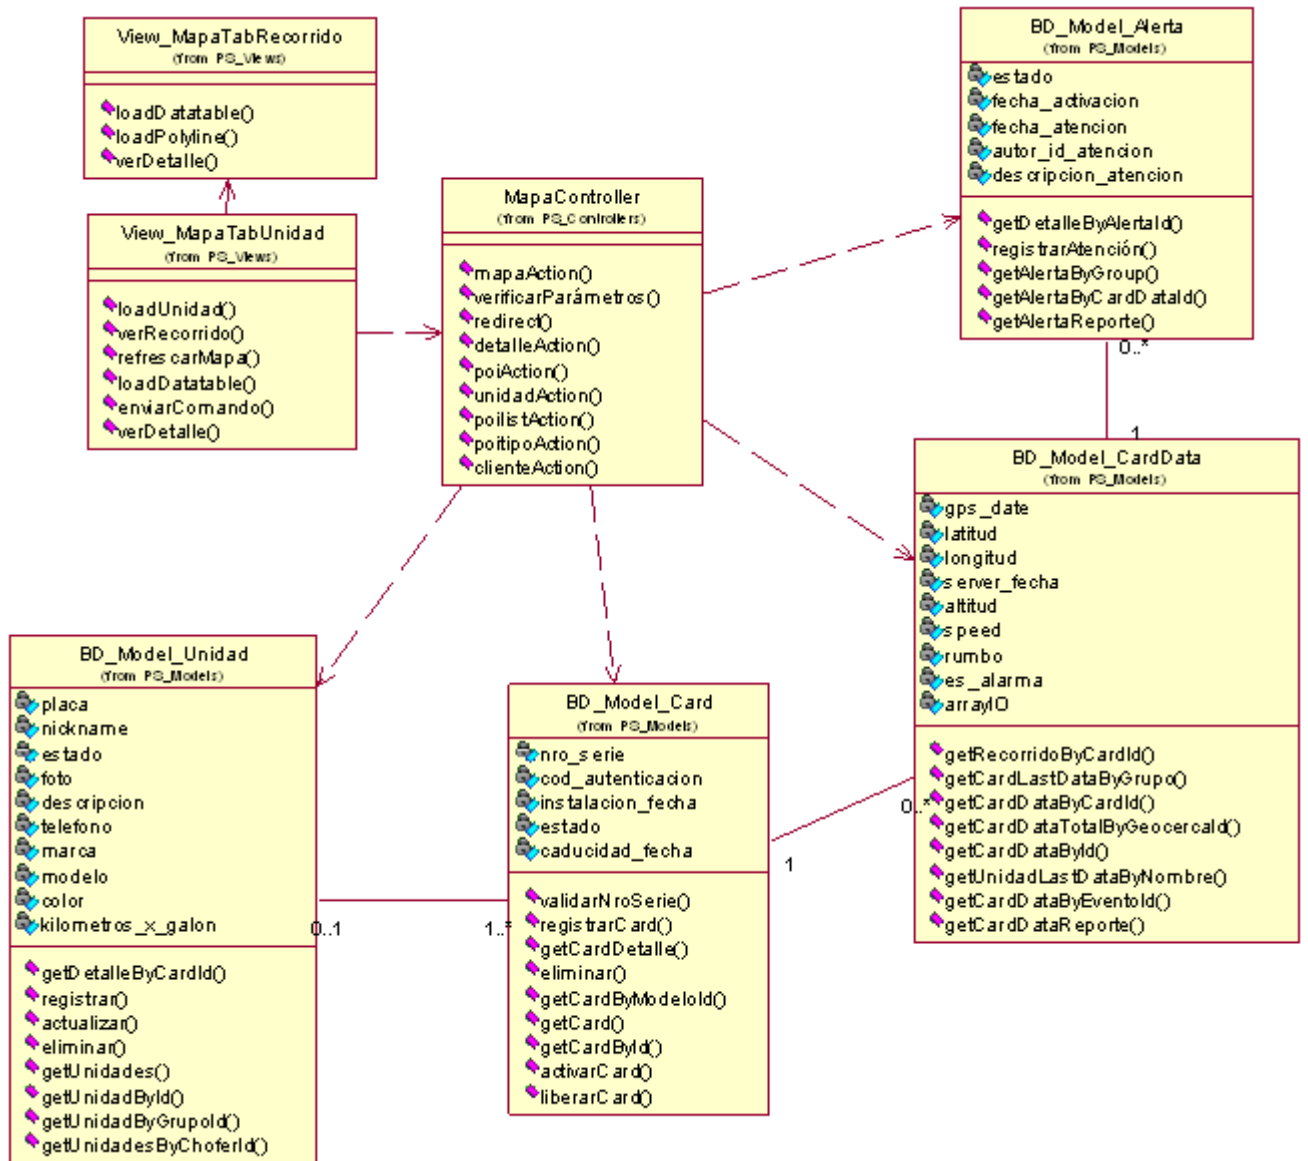 View_MapaTabRecorrido
(from PS_Views)
loadDatatable()
loadPolyline()
verDetalle()
View_MapaTabUnidad
(from PS_Views)
loadUnidad()
verRecorrido()
refrescarMapa()
loadDatatable()
enviarComando()
verDetalle()
MapaController
(from PS_Controllers)
mapaAction()
verificarParámetros()
redirect()
detalleAction()
poiAction()
unidadAction()
poilistAction()
poitipoAction()
clienteAction()
BD_Model_Alerta
(from PS_Models)
estado
fecha_activacion
fecha_atencion
autor_id_atencion
descripcion_atencion
getDetalleByAlertaId()
registrarAtención()
getAlertaByGroup()
getAlertaByCardDataId()
getAlertaReporte()
0..*
1
BD_Model_CardData
(from PS_Models)
gps_date
latitud
longitud
server_fecha
altitud
speed
rumbo
es_alarma
arrayIO
getRecorridoByCardId()
getCardLastDataByGrupo()
getCardDataByCardId()
getCardDataTotalByGeocercaId()
getCardDataById()
getUnidadLastDataByNombre()
getCardDataByEventoId()
getCardDataReporte()
0..*
1
BD_Model_Unidad
(from PS_Models)
placa
nickname
estado
foto
descripcion
telefono
marca
modelo
color
kilometros_x_galon
getDetalleByCardId()
registrar()
actualizar()
eliminar()
getUnidades()
getUnidadById()
getUnidadByGrupoId()
getUnidadesByChoferId()
0..1
1..*
BD_Model_Card
(from PS_Models)
nro_serie
cod_autenticacion
instalacion_fecha
estado
caducidad_fecha
validarNroSerie()
registrarCard()
getCardDetalle()
eliminar()
getCardByModeloId()
getCard()
getCardById()
activarCard()
liberarCard()